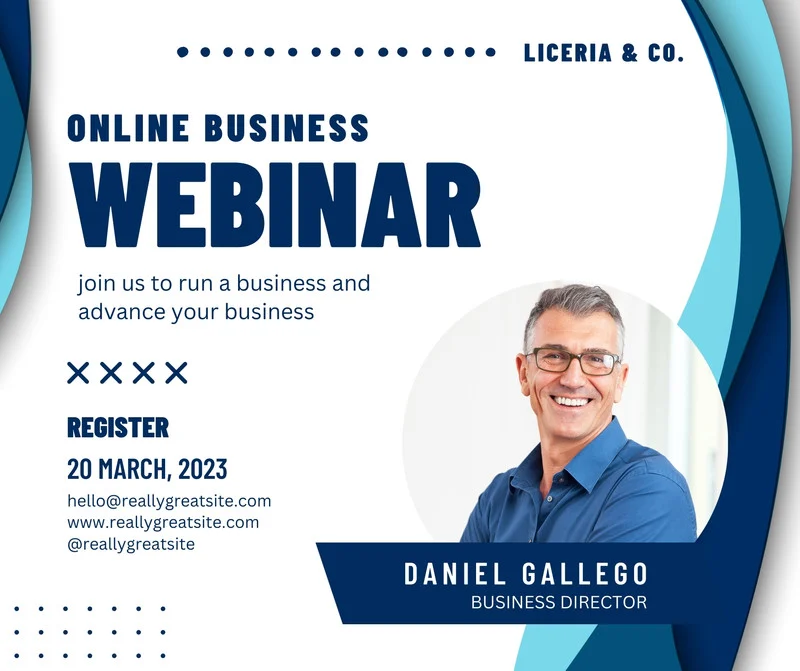 LICERIA & CO.
ONLINE BUSINESS
WEBINAR
join us to run a business and
advance your business
REGISTER
20 MARCH, 2023
hello@reallygreatsite.com
www.reallygreatsite.com
@reallygreatsite
DANIEL GALLEGO
BUSINESS DIRECTOR